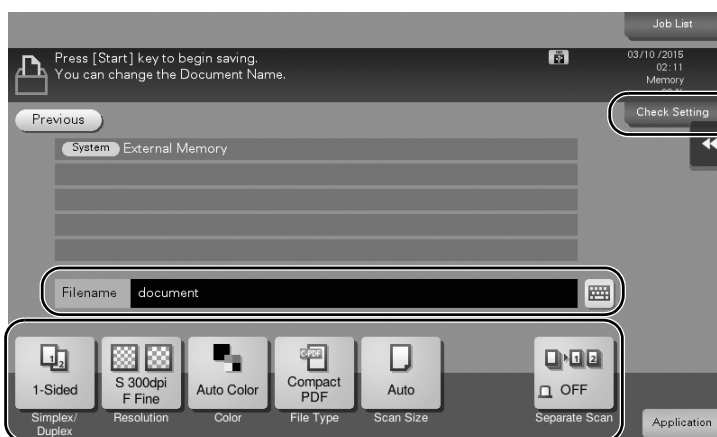 Job List
Press [Start] key to begin saving.
You can change the Document Name.
03/10 /2015
02:11
Memory
Previous
Check Setting
System External Memory
Filename document
1-Sided
Simplex/
Duplex
S 300dpi
F Fine
Resolution
Auto Color
Color
C-PDF
Compact
PDF
File Type
Auto
Scan Size
OFF
Separate Scan
Application